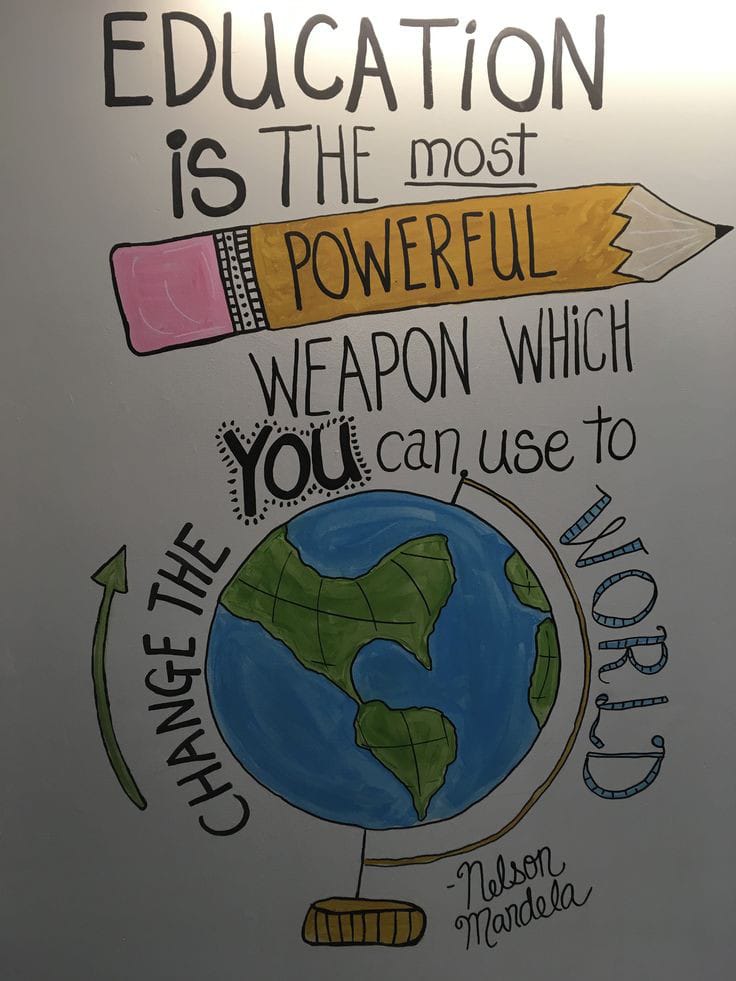 EDUCATiON
iS THE most
POWERFUL
WEAPON WHiCH
YOU can use to
CHANGE THE
WORLD
-Nelson
Mandela